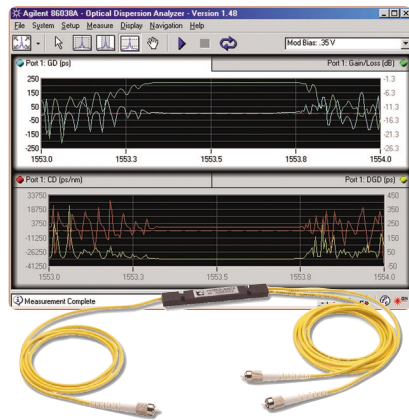 Agilent 86038A - Optical Dispersion Analyzer - Version 1.48
File System Setup Measure Display Navigation Help
Mod Bias: .35 V
Port 1: GD (ps) Port 1: Gain/Loss (dB)
250 -1.3
150 -6.3
50 -11.3
-50 -16.3
-150 -21.3
-250 -26.3
1553.0 1553.3 1553.5 1553.8 1554.0
Port 1: CD (ps/nm) Port 1: DGD (ps)
33750 450
18750 350
3750 250
-11250 150
-26250 50
-41250 -50
1553.0 1553.3 1553.5 1553.8 1554.0
Measurement Complete